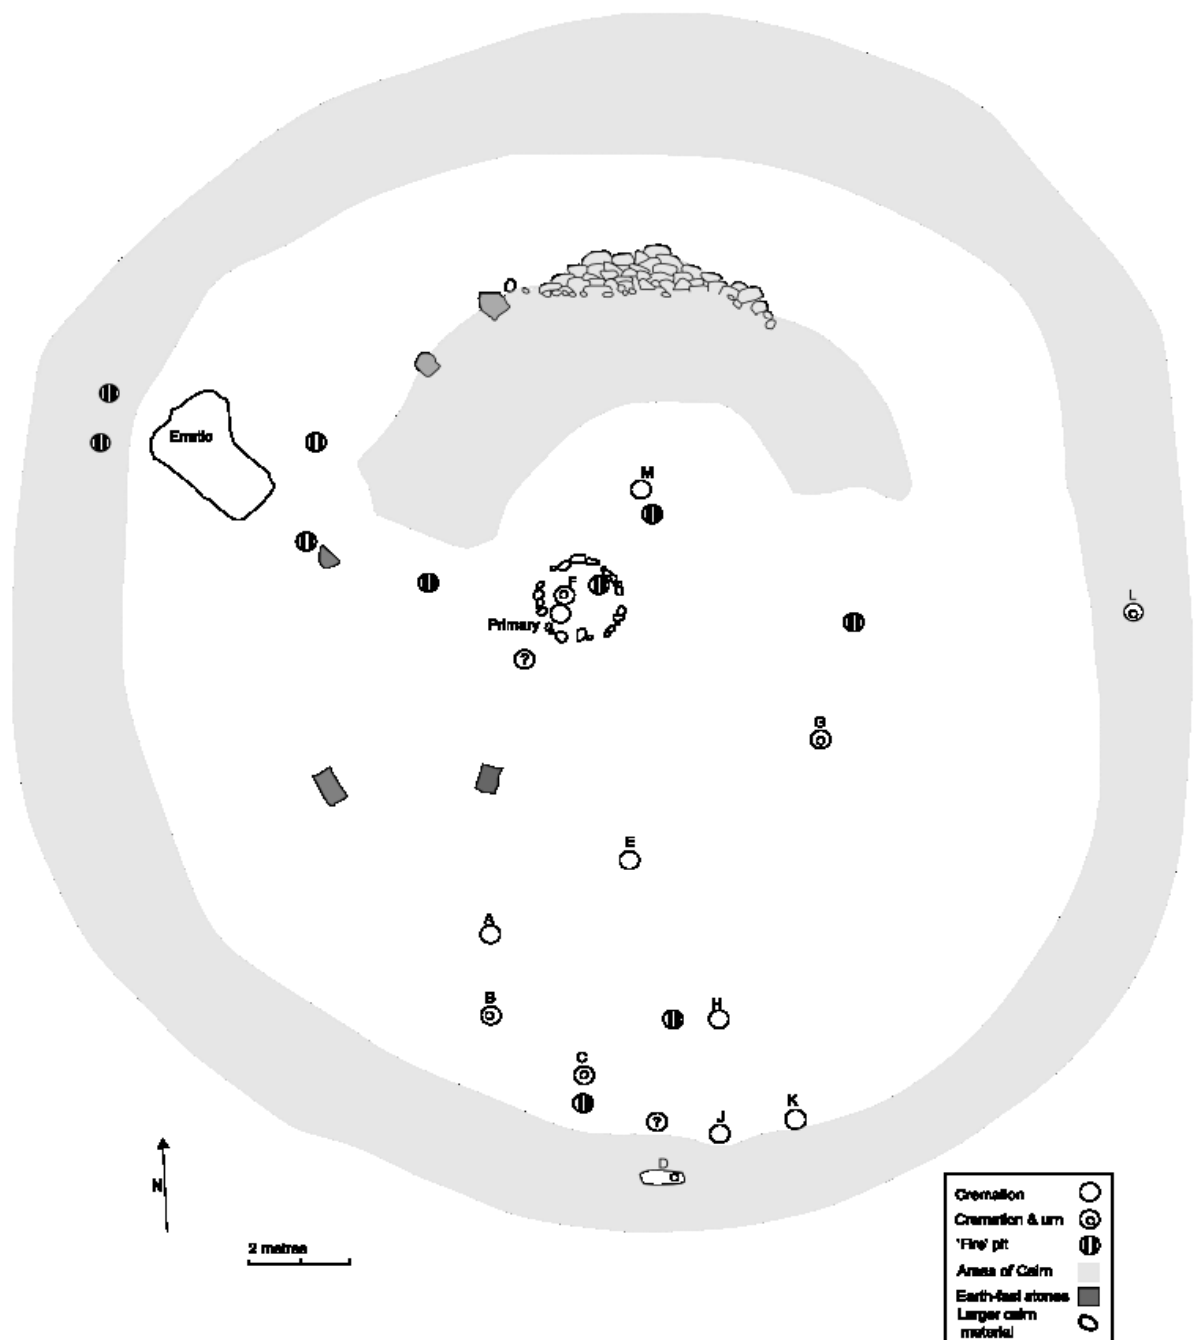 Erratic
M
F
Primary
?
L
G
E
A
B
H
C
K
J
?
D
N
2 metres
Cremation
Cremation & urn
'Fire' pit
Areas of Cairn
Earth-fast stones
Larger cairn
material